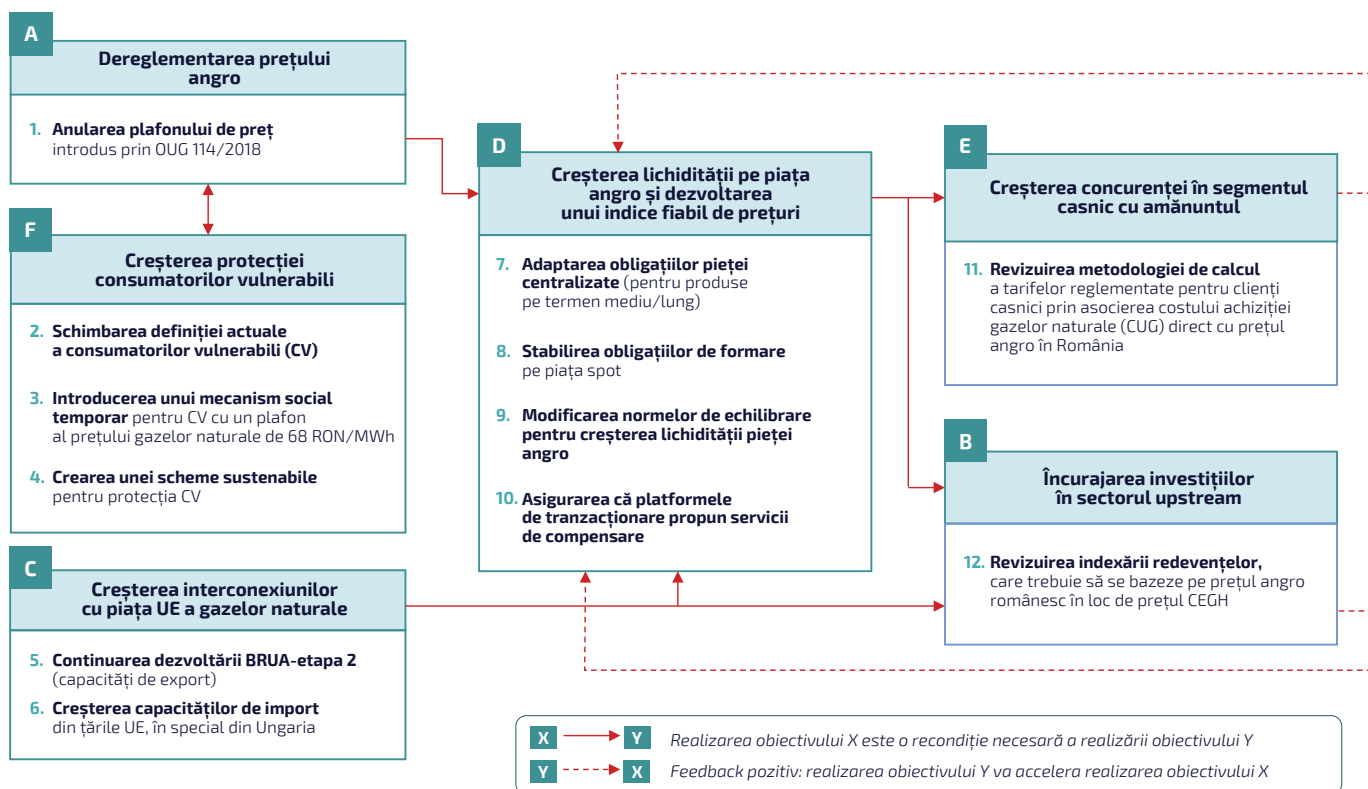 A
Dereglementarea prețului
angro
1. Anularea plafonului de preț
introdus prin OUG 114/2018
F
Creșterea protecției
consumatorilor vulnerabili
2. Schimbarea definiției actuale
a consumatorilor vulnerabili (CV)
3. Introducerea unui mecanism social
temporar pentru CV cu un plafon
al prețului gazelor naturale de 68 RON/MWh
4. Crearea unei scheme sustenabile
pentru protecția CV
C
Creșterea interconexiunilor
cu piața UE a gazelor naturale
5. Continuarea dezvoltării BRUA-etapa 2
(capacități de export)
6. Creșterea capacităților de import
din țările UE, în special din Ungaria
D
Creșterea lichidității pe piața
angro și dezvoltarea
unui indice fiabil de prețuri
7. Adaptarea obligațiilor pieței
centralizate (pentru produse
pe termen mediu/lung)
8. Stabilirea obligațiilor de formare
pe piața spot
9. Modificarea normelor de echilibrare
pentru creșterea lichidității pieței
angro
10. Asigurarea că platformele
de tranzacționare propun servicii
de compensare
E
Creșterea concurenței în segmentul
casnic cu amănuntul
11. Revizuirea metodologiei de calcul
a tarifelor reglementate pentru clienți
casnici prin asocierea costului achiziției
gazelor naturale (CUG) direct cu prețul
angro în România
B
Încurajarea investițiilor
în sectorul upstream
12. Revizuirea indexării redevențelor,
care trebuie să se bazeze pe prețul angro
românesc în loc de prețul CEGH
X Y Realizarea obiectivului X este o recondiție necesară a realizării obiectivului Y
Y X Feedback pozitiv: realizarea obiectivului Y va accelera realizarea obiectivului X